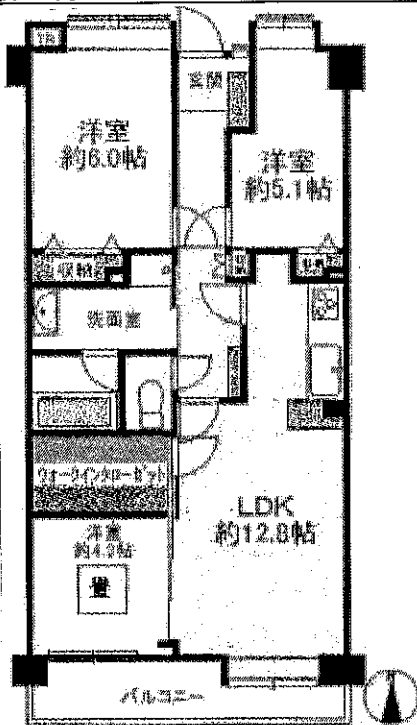 玄関
洋室
約6.0帖
洋室
約5.1帖
収納
洗面室
ウォークインクローゼット
LDK
約12.8帖
洋室
約4.9帖
畳
バルコニー